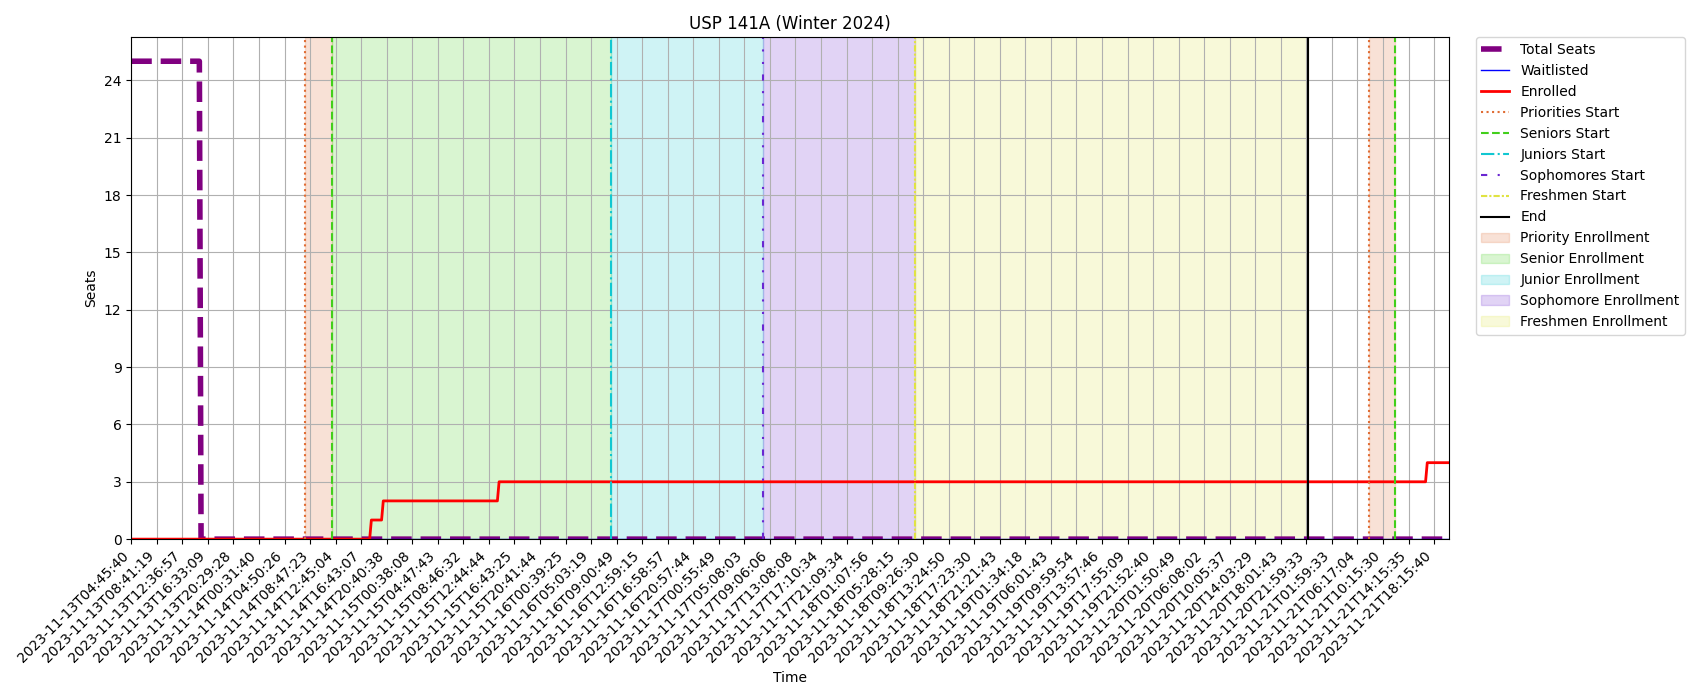 USP 141A (Winter 2024)
Seats
24
21
18
15
12
9
6
3
0
2023-11-13T04:45:40
2023-11-13T08:41:19
2023-11-13T12:36:57
2023-11-13T16:33:09
2023-11-13T20:29:28
2023-11-14T00:31:40
2023-11-14T04:50:26
2023-11-14T08:47:23
2023-11-14T12:45:04
2023-11-14T16:43:07
2023-11-14T20:40:38
2023-11-15T00:38:08
2023-11-15T04:47:43
2023-11-15T08:46:32
2023-11-15T12:44:44
2023-11-15T16:43:25
2023-11-15T20:41:44
2023-11-16T00:39:25
2023-11-16T05:03:19
2023-11-16T09:00:49
2023-11-16T12:59:15
2023-11-16T16:58:57
2023-11-16T20:57:44
2023-11-17T00:55:49
2023-11-17T05:08:03
2023-11-17T09:06:06
2023-11-17T13:08:08
2023-11-17T17:10:34
2023-11-17T21:09:34
2023-11-18T01:07:56
2023-11-18T05:28:15
2023-11-18T09:26:30
2023-11-18T13:24:50
2023-11-18T17:23:30
2023-11-18T21:21:43
2023-11-19T01:34:18
2023-11-19T06:01:43
2023-11-19T09:59:54
2023-11-19T13:57:46
2023-11-19T17:55:09
2023-11-19T21:52:40
2023-11-20T01:50:49
2023-11-20T06:08:02
2023-11-20T10:05:37
2023-11-20T14:03:29
2023-11-20T18:01:43
2023-11-20T21:59:33
2023-11-21T01:59:33
2023-11-21T06:17:04
2023-11-21T10:15:30
2023-11-21T14:15:35
2023-11-21T18:15:40
Time
Total Seats
Waitlisted
Enrolled
Priorities Start
Seniors Start
Juniors Start
Sophomores Start
Freshmen Start
End
Priority Enrollment
Senior Enrollment
Junior Enrollment
Sophomore Enrollment
Freshmen Enrollment